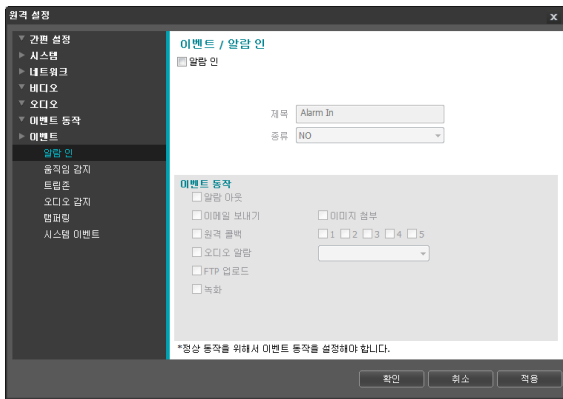 원격 설정 x
간편 설정
시스템
네트워크
비디오
오디오
이벤트 동작
이벤트
알람 인
움직임 감지
트립존
오디오 감지
탬퍼링
시스템 이벤트
이벤트 / 알람 인
알람 인
제목 Alarm In
종류 NO
이벤트 동작
알람 아웃
이메일 보내기 이미지 첨부
원격 콜백 1 2 3 4 5
오디오 알람
FTP 업로드
녹화
*정상 동작을 위해서 이벤트 동작을 설정해야 합니다.
확인 취소 적용